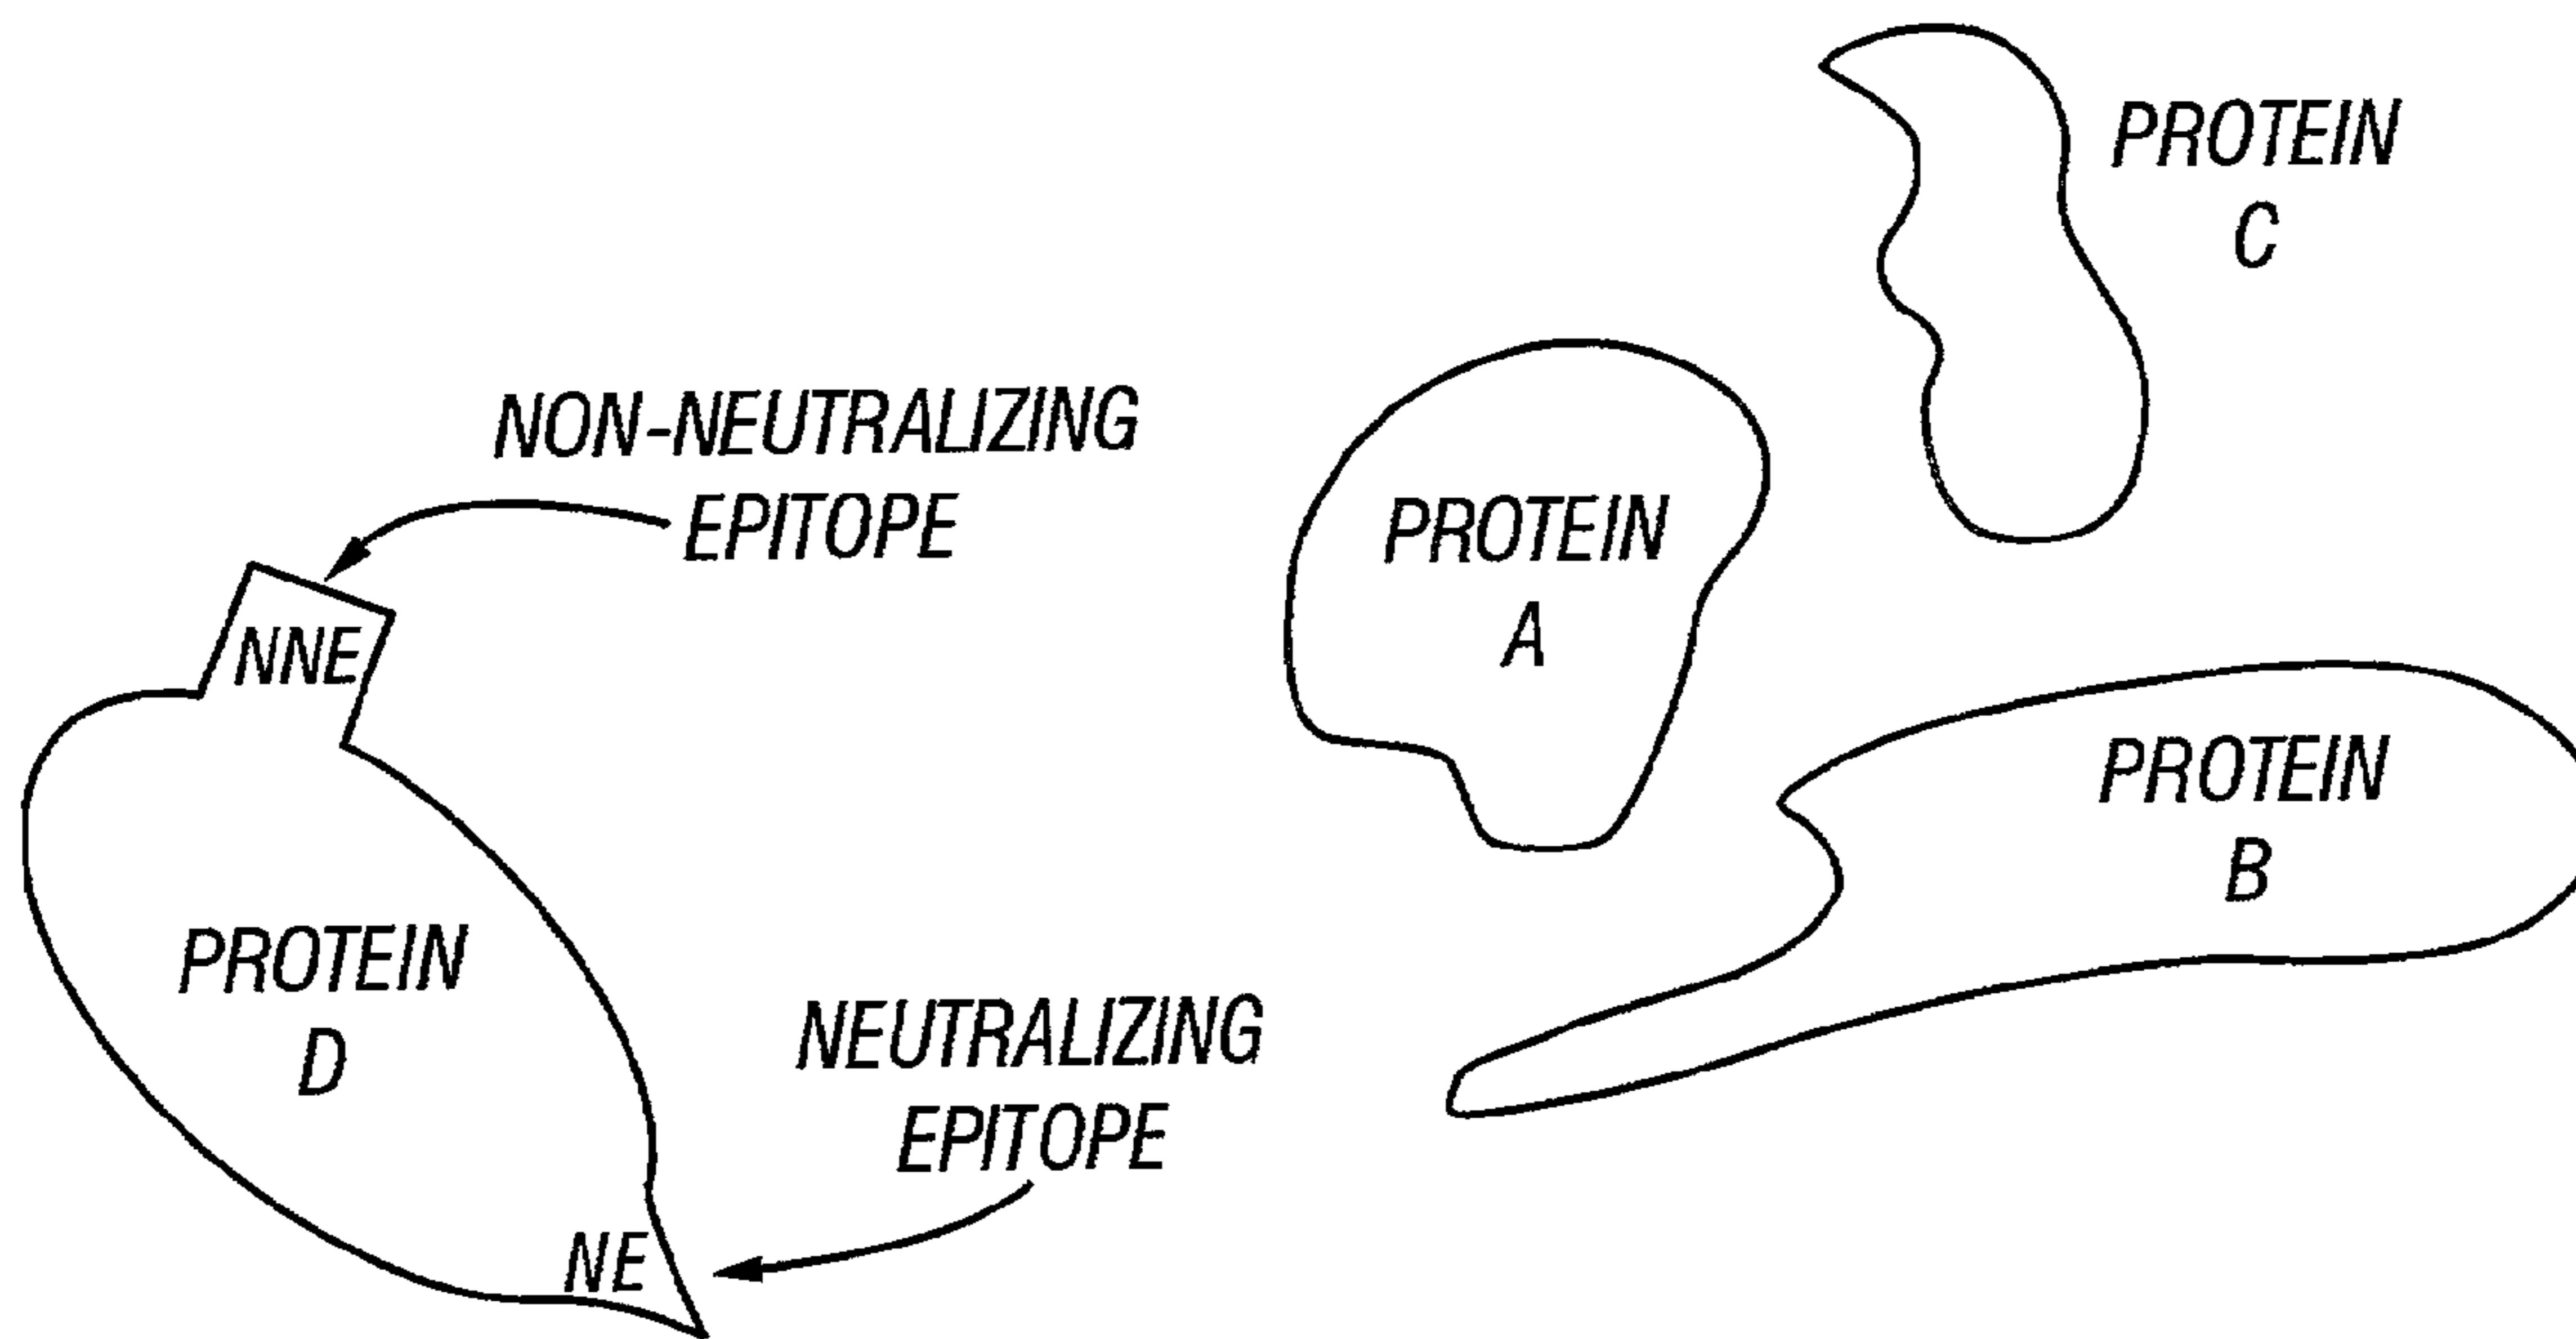 PROTEIN
C
NON-NEUTRALIZING
EPITOPE
PROTEIN
A
NNE
PROTEIN
B
PROTEIN
D
NEUTRALIZING
EPITOPE
NE